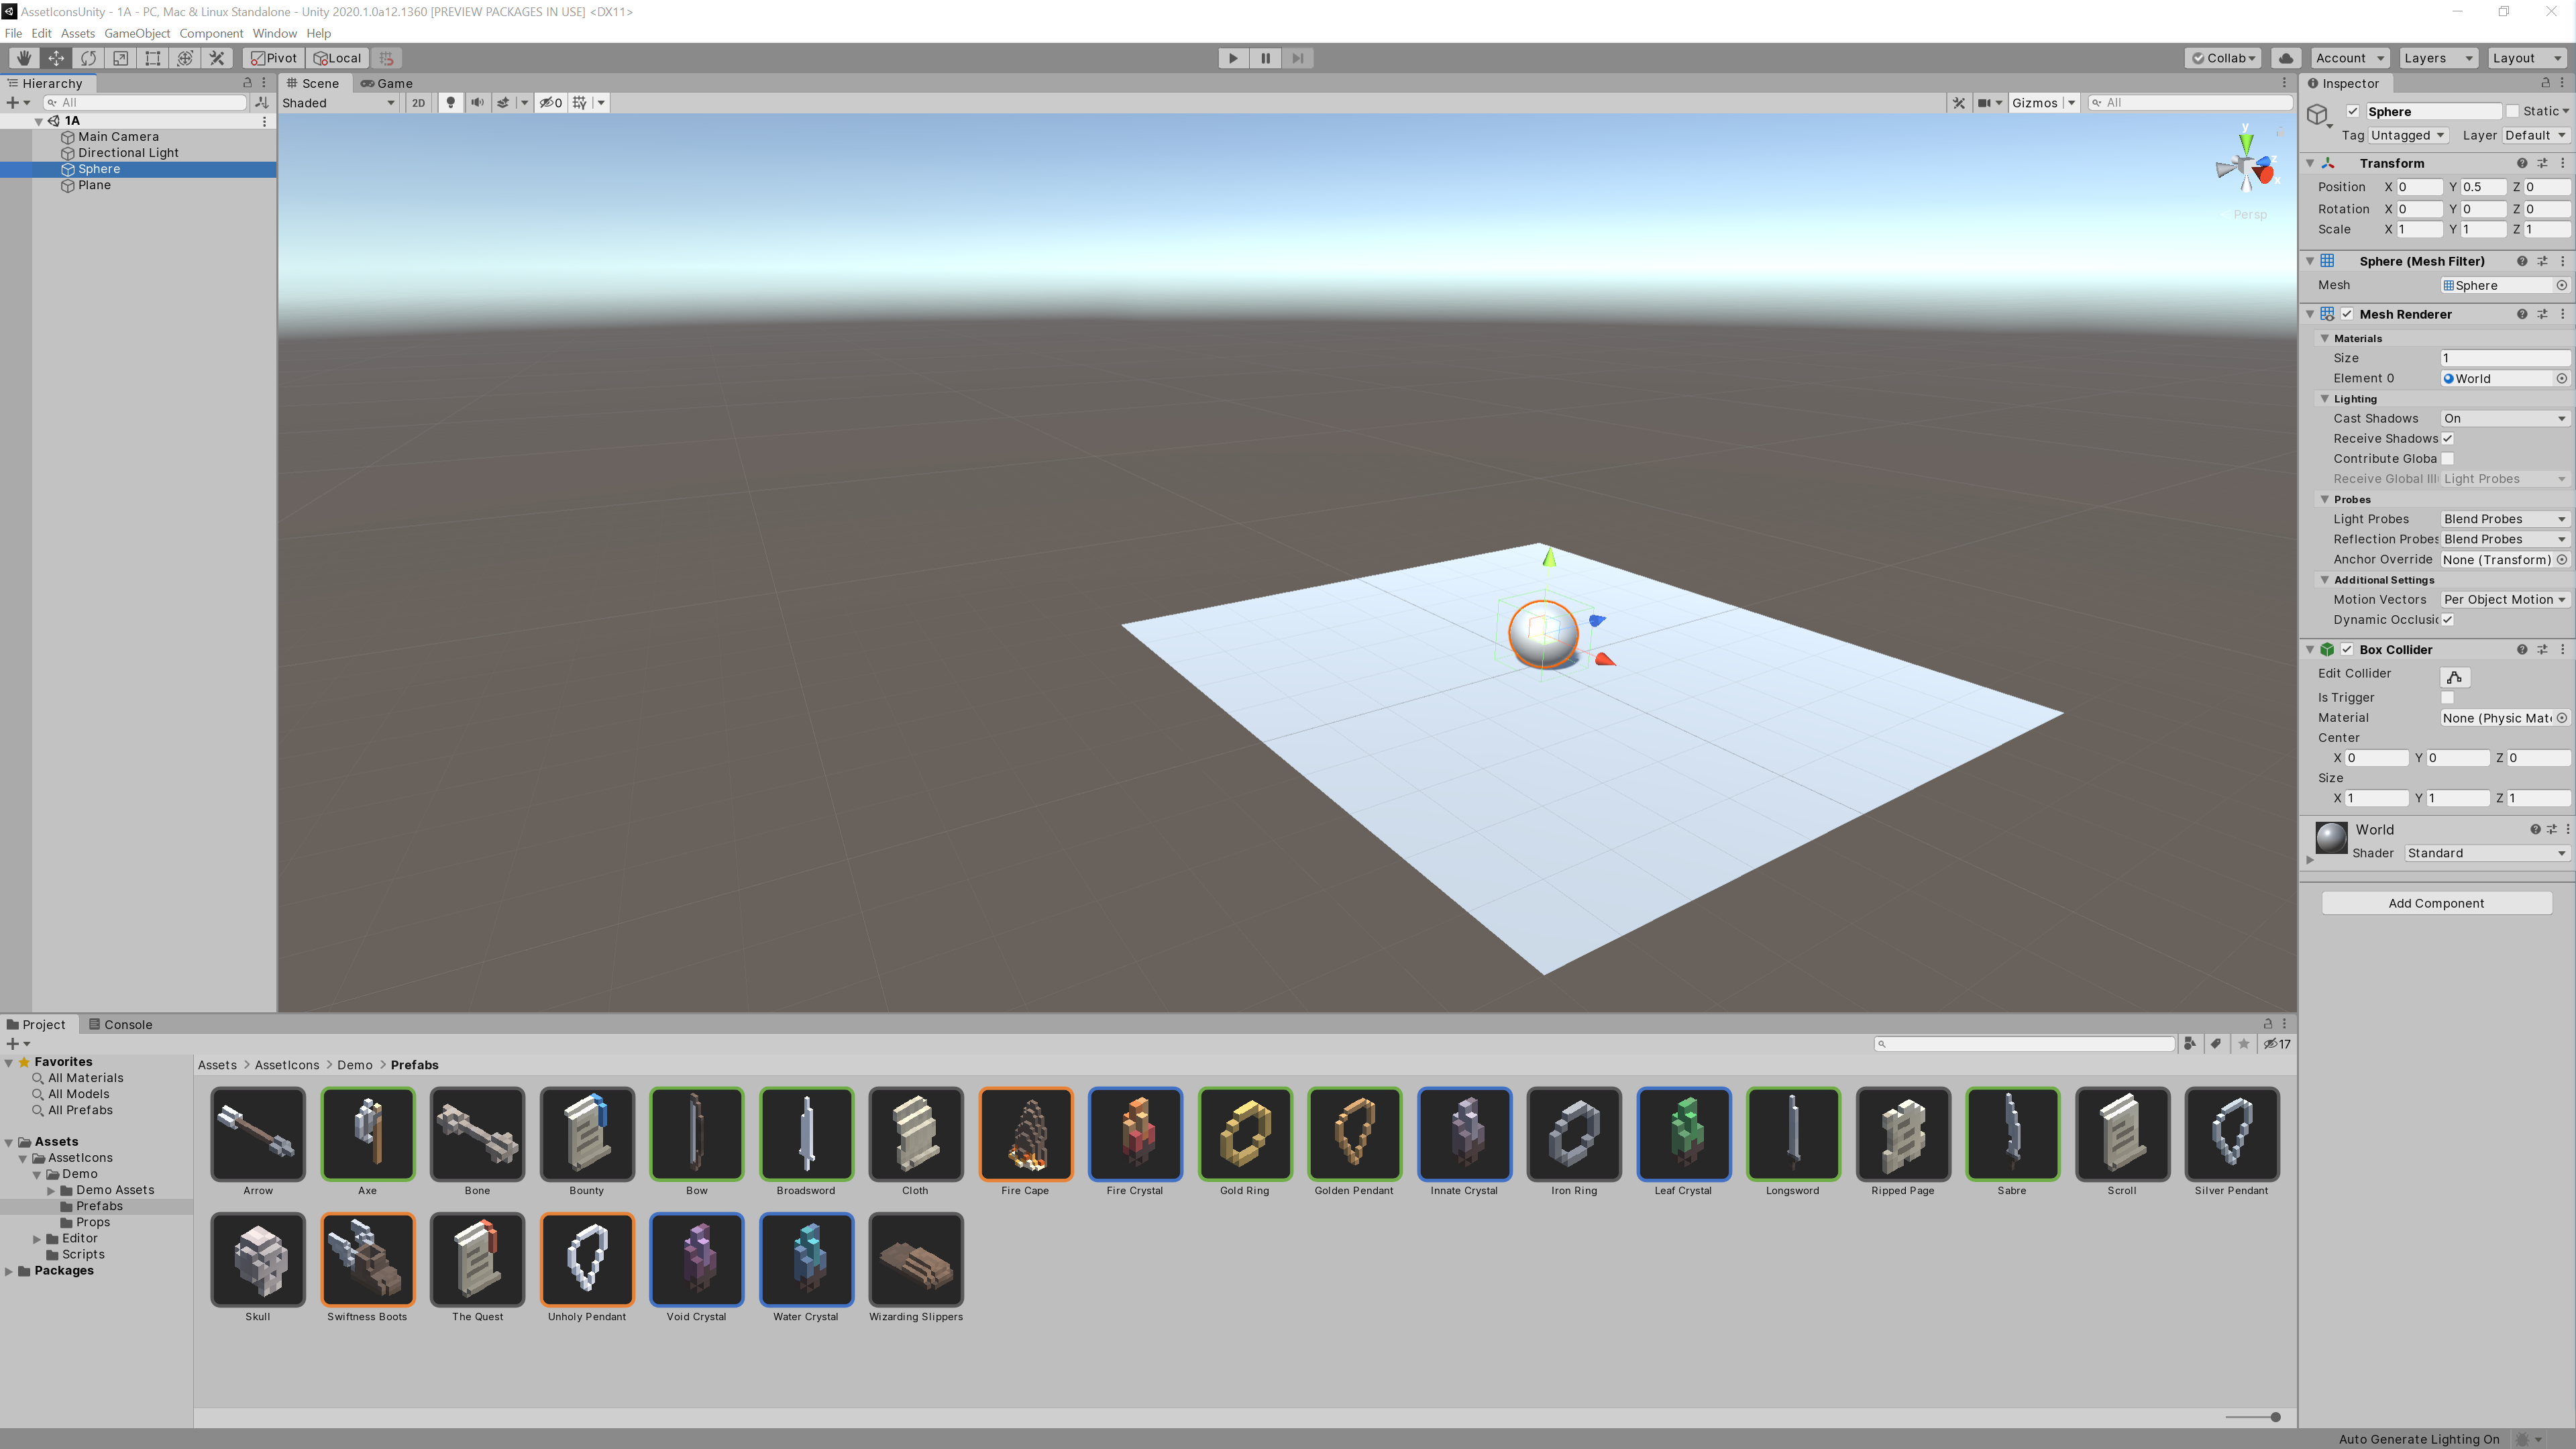 AssetIconsUnity - 1A - PC, Mac & Linux Standalone - Unity 2020.1.0a12.1360 [PREVIEW PACKAGES IN USE] <DX11>
File Edit Assets GameObject Component Window Help
Pivot Local Collab Account Layers Layout
Hierarchy
All
1A
Main Camera
Directional Light
Sphere
Plane
Scene Game
Shaded 2D 0 Gizmos All
y
z
x
Persp
Inspector
Sphere Static
Tag Untagged Layer Default
Transform
Position X 0 Y 0.5 Z 0
Rotation X 0 Y 0 Z 0
Scale X 1 Y 1 Z 1
Sphere (Mesh Filter)
Mesh Sphere
Mesh Renderer
Materials
Size 1
Element 0 World
Lighting
Cast Shadows On
Receive Shadows
Contribute Globa
Receive Global Ill Light Probes
Probes
Light Probes Blend Probes
Reflection Probes Blend Probes
Anchor Override None (Transform)
Additional Settings
Motion Vectors Per Object Motion
Dynamic Occlusi
Box Collider
Edit Collider
Is Trigger
Material None (Physic Mate
Center
X 0 Y 0 Z 0
Size
X 1 Y 1 Z 1
World
Shader Standard
Add Component
Project Console
17
Favorites
All Materials
All Models
All Prefabs
Assets
AssetIcons
Demo
Demo Assets
Prefabs
Props
Editor
Scripts
Packages
Assets > AssetIcons > Demo > Prefabs
Arrow Axe Bone Bounty Bow Broadsword Cloth Fire Cape Fire Crystal Gold Ring Golden Pendant Innate Crystal Iron Ring Leaf Crystal Longsword Ripped Page Sabre Scroll Silver Pendant
Skull Swiftness Boots The Quest Unholy Pendant Void Crystal Water Crystal Wizarding Slippers
Auto Generate Lighting On